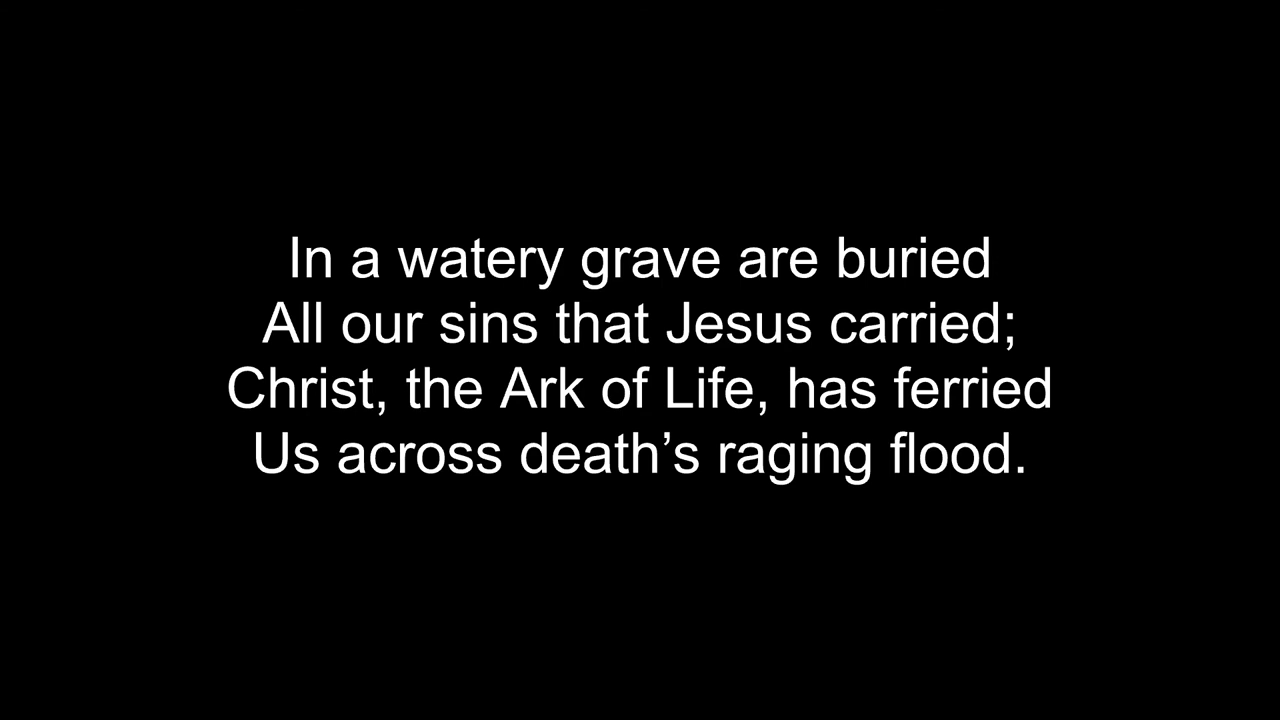 In a watery grave are buried
All our sins that Jesus carried;
Christ, the Ark of Life, has ferried
Us across death’s raging flood.